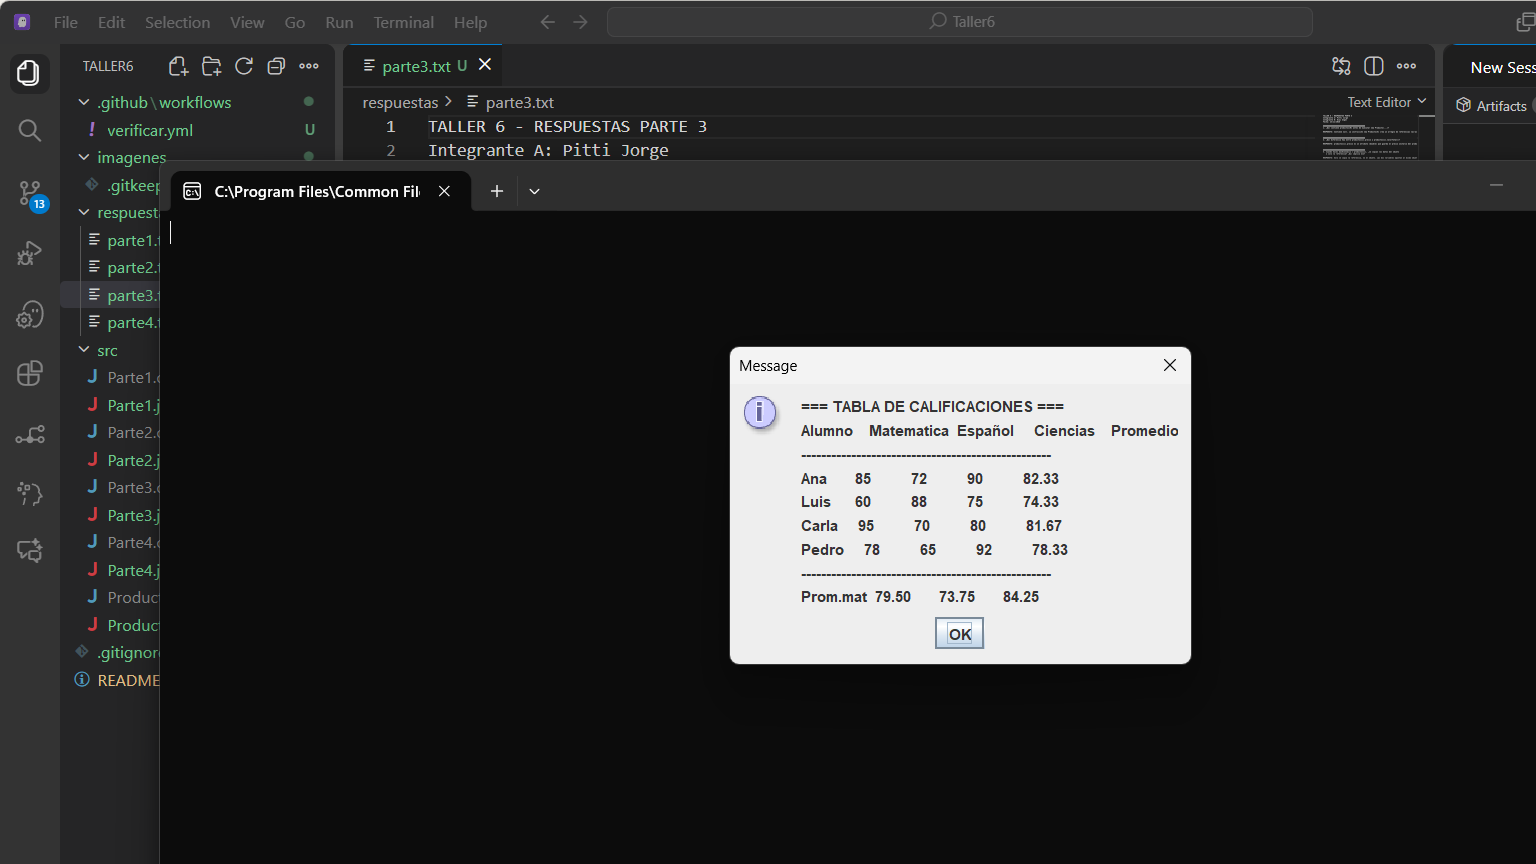 File Edit Selection View Go Run Terminal Help
Taller6
TALLER6
parte3.txt U
New Sess
.github\workflows
respuestas > parte3.txt
Text Editor
Artifacts
verificar.yml U
1 TALLER 6 - RESPUESTAS PARTE 3
imagenes
2 Integrante A: Pitti Jorge
.gitkeep
C:\Program Files\Common Fil
13
respuesta
parte1.t
parte2.t
parte3.t
parte4.t
src
Parte1.c
Parte1.j
Parte2.c
Parte2.j
Parte3.c
Parte3.j
Parte4.c
Parte4.j
Produc
Produc
.gitignor
README
Message
=== TABLA DE CALIFICACIONES ===
Alumno Matematica Español Ciencias Promedio
--------------------------------------------------
Ana 85 72 90 82.33
Luis 60 88 75 74.33
Carla 95 70 80 81.67
Pedro 78 65 92 78.33
--------------------------------------------------
Prom.mat 79.50 73.75 84.25
OK